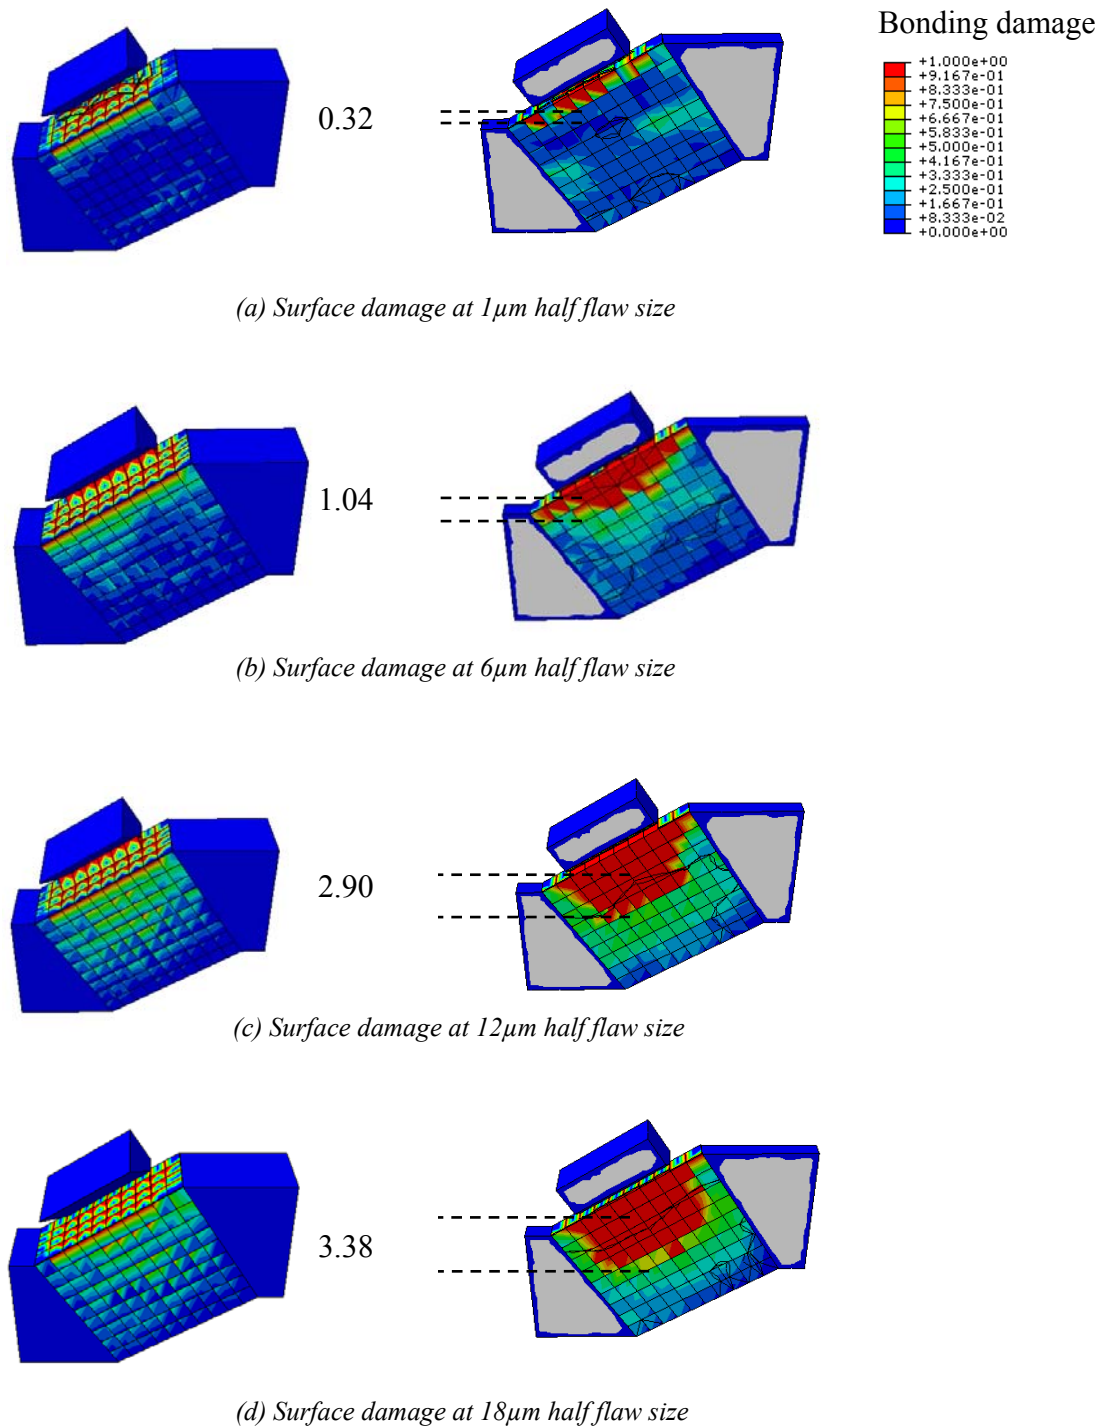 Bonding damage
+1.000e+00
+9.167e-01
+8.333e-01
+7.500e-01
+6.667e-01
+5.833e-01
+5.000e-01
+4.167e-01
+3.333e-01
+2.500e-01
+1.667e-01
+8.333e-02
+0.000e+00
0.32
(a) Surface damage at 1μm half flaw size
1.04
(b) Surface damage at 6μm half flaw size
2.90
(c) Surface damage at 12μm half flaw size
3.38
(d) Surface damage at 18μm half flaw size